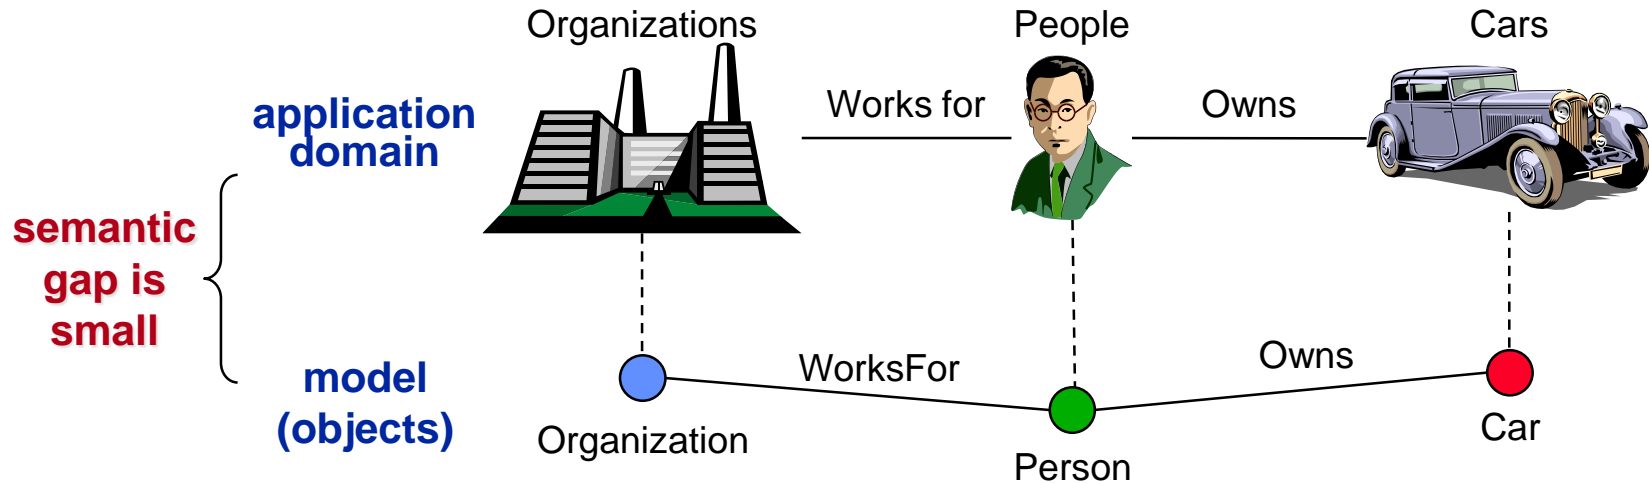 Organizations
People
Cars
application
domain
Works for
Owns
semantic
gap is
small
model
(objects)
WorksFor
Owns
Organization
Person
Car